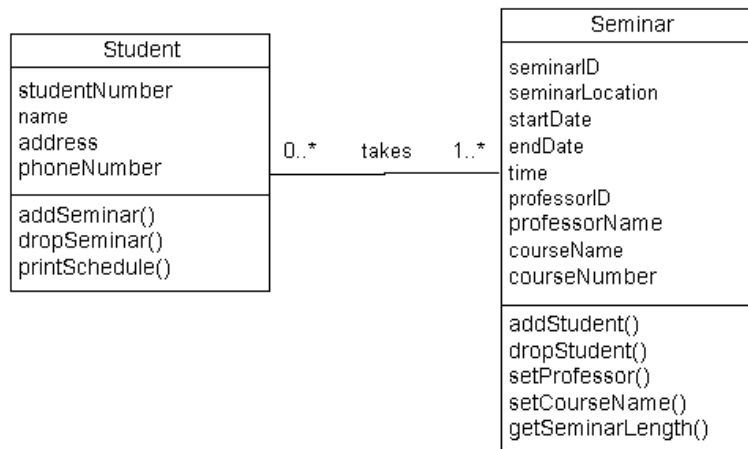 Student
studentNumber
name
address
phoneNumber
addSeminar()
dropSeminar()
printSchedule()
0..* takes 1..*
Seminar
seminarID
seminarLocation
startDate
endDate
time
professorID
professorName
courseName
courseNumber
addStudent()
dropStudent()
setProfessor()
setCourseName()
getSeminarLength()